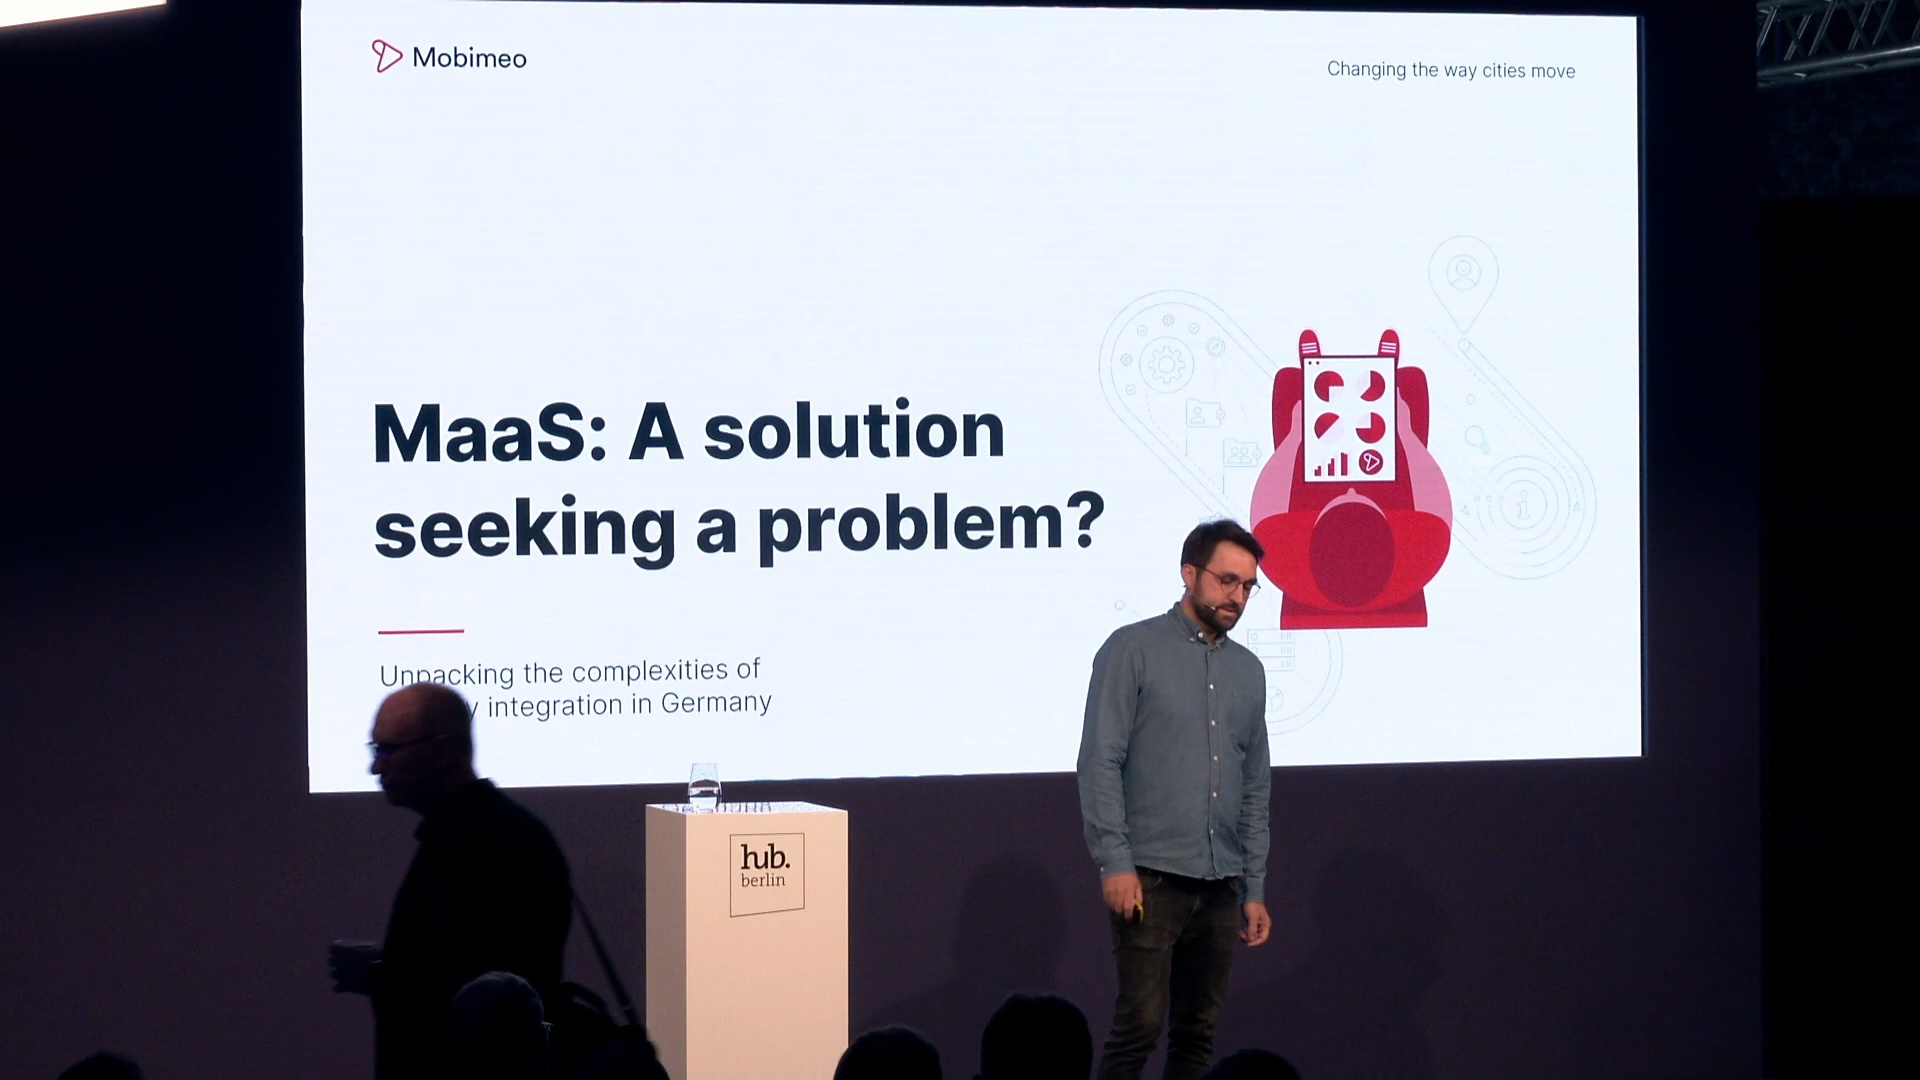 Mobimeo
Changing the way cities move
MaaS: A solution
seeking a problem?
Unpacking the complexities of
y integration in Germany
hub.
berlin